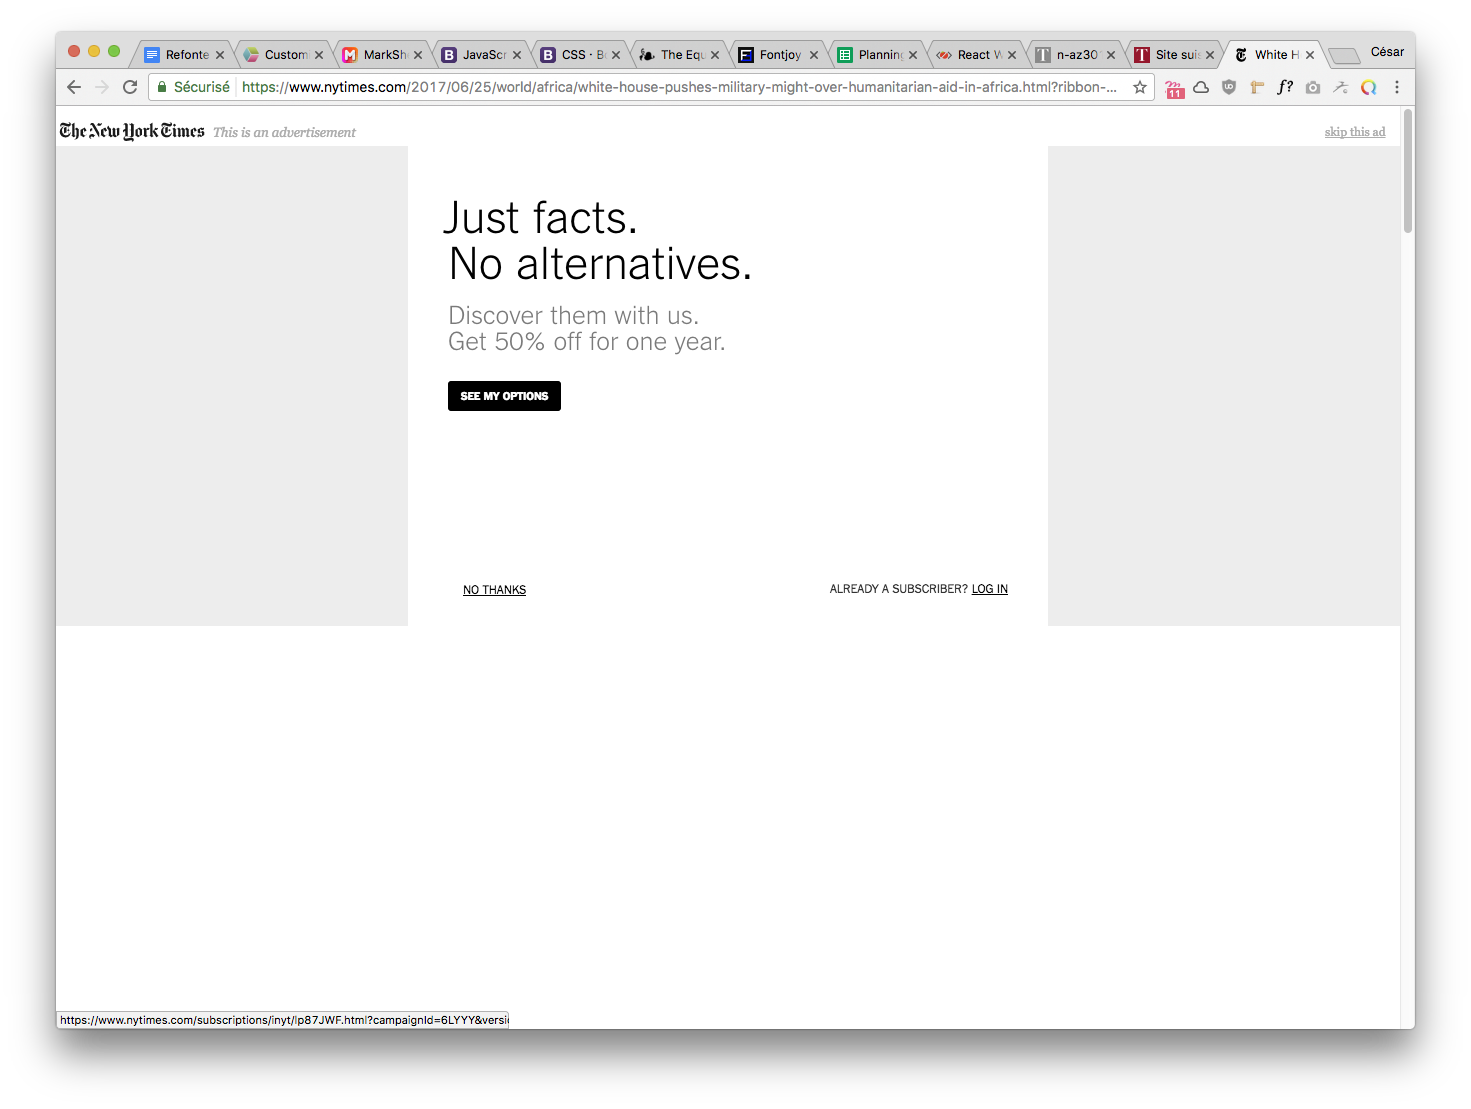 Refonte
Customi
MarkShe
JavaScr
CSS · Bo
The Equ
Fontjoy
Planning
React W
n-az30
Site suis
White H
César
Sécurisé
https://www.nytimes.com/2017/06/25/world/africa/white-house-pushes-military-might-over-humanitarian-aid-in-africa.html?ribbon-...
11
f?
The New York Times This is an advertisement
skip this ad
Just facts.
No alternatives.
Discover them with us.
Get 50% off for one year.
SEE MY OPTIONS
NO THANKS
ALREADY A SUBSCRIBER? LOG IN
https://www.nytimes.com/subscriptions/inyt/lp87JWF.html?campaignId=6LYYY&versi